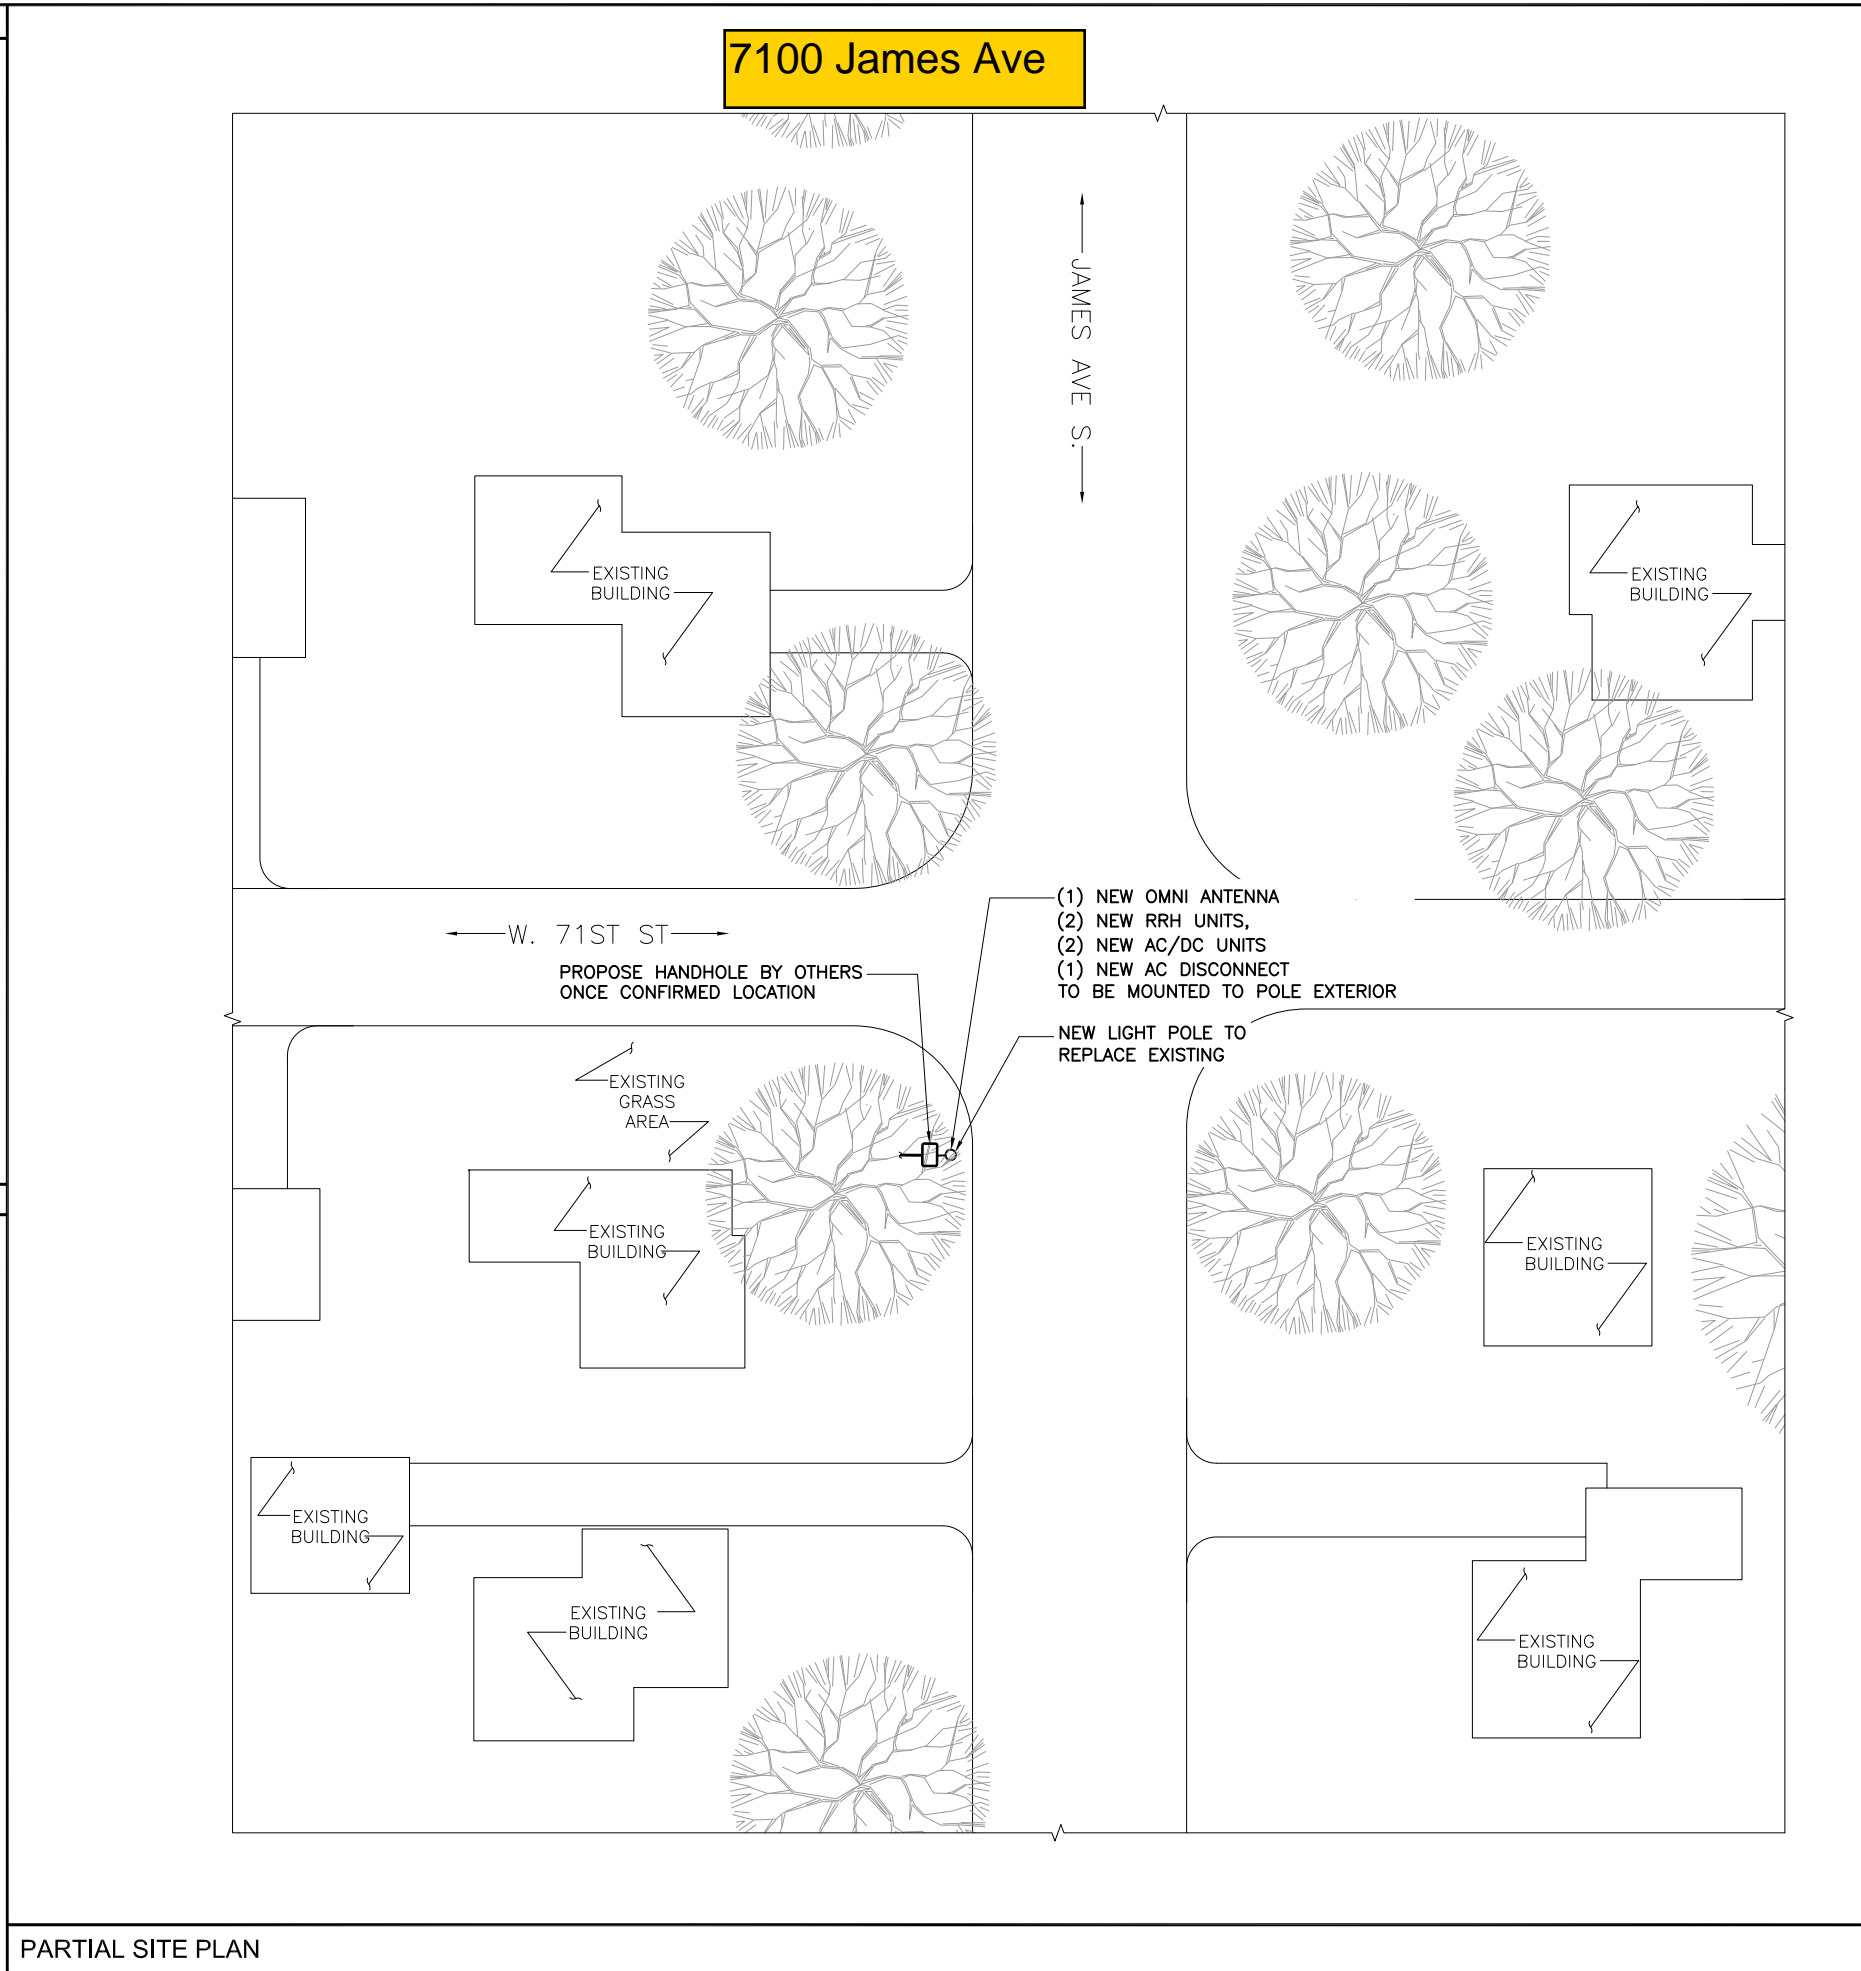 7100 James Ave
JAMES AVE S.
EXISTING
BUILDING
EXISTING
BUILDING
(1) NEW OMNI ANTENNA
(2) NEW RRH UNITS,
(2) NEW AC/DC UNITS
(1) NEW AC DISCONNECT
TO BE MOUNTED TO POLE EXTERIOR
W. 71ST ST
PROPOSE HANDHOLE BY OTHERS
ONCE CONFIRMED LOCATION
NEW LIGHT POLE TO
REPLACE EXISTING
EXISTING
GRASS
AREA
EXISTING
BUILDING
EXISTING
BUILDING
EXISTING
BUILDING
EXISTING
BUILDING
EXISTING
BUILDING
PARTIAL SITE PLAN